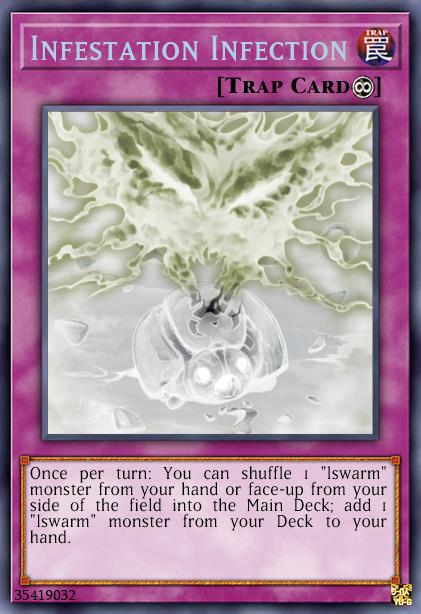 Infestation Infection
TRAP
罠
[Trap Card]
Once per turn: You can shuffle 1 "lswarm"
monster from your hand or face-up from your
side of the field into the Main Deck; add 1
"lswarm" monster from your Deck to your
hand.
35419032